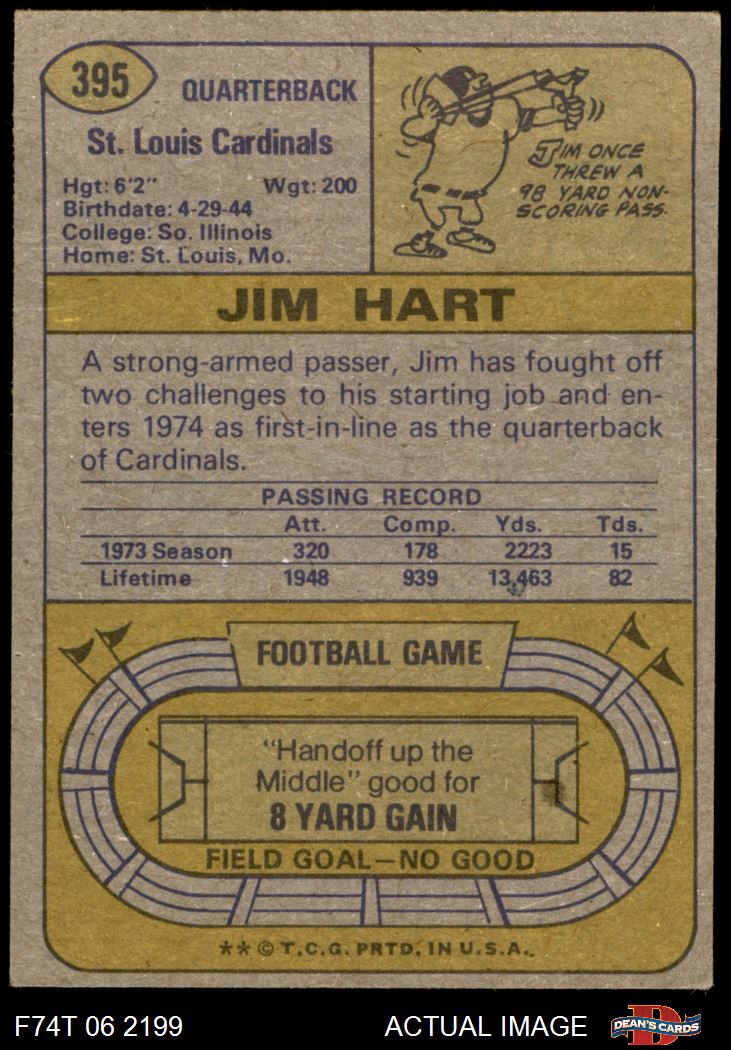 395
QUARTERBACK
St. Louis Cardinals
Hgt: 6'2" Wgt: 200
Birthdate: 4-29-44
College: So. Illinois
Home: St. Louis, Mo.
JIM ONCE
THREW A
98 YARD NON-
SCORING PASS.
JIM HART
A strong-armed passer, Jim has fought off
two challenges to his starting job and en-
ters 1974 as first-in-line as the quarterback
of Cardinals.
PASSING RECORD
Att. Comp. Yds. Tds.
1973 Season 320 178 2223 15
Lifetime 1948 939 13,463 82
FOOTBALL GAME
"Handoff up the
Middle" good for
8 YARD GAIN
FIELD GOAL—NO GOOD
** © T.C.G. PRTD. IN U.S.A.
F74T 06 2199 ACTUAL IMAGE
D
DEAN'S CARDS